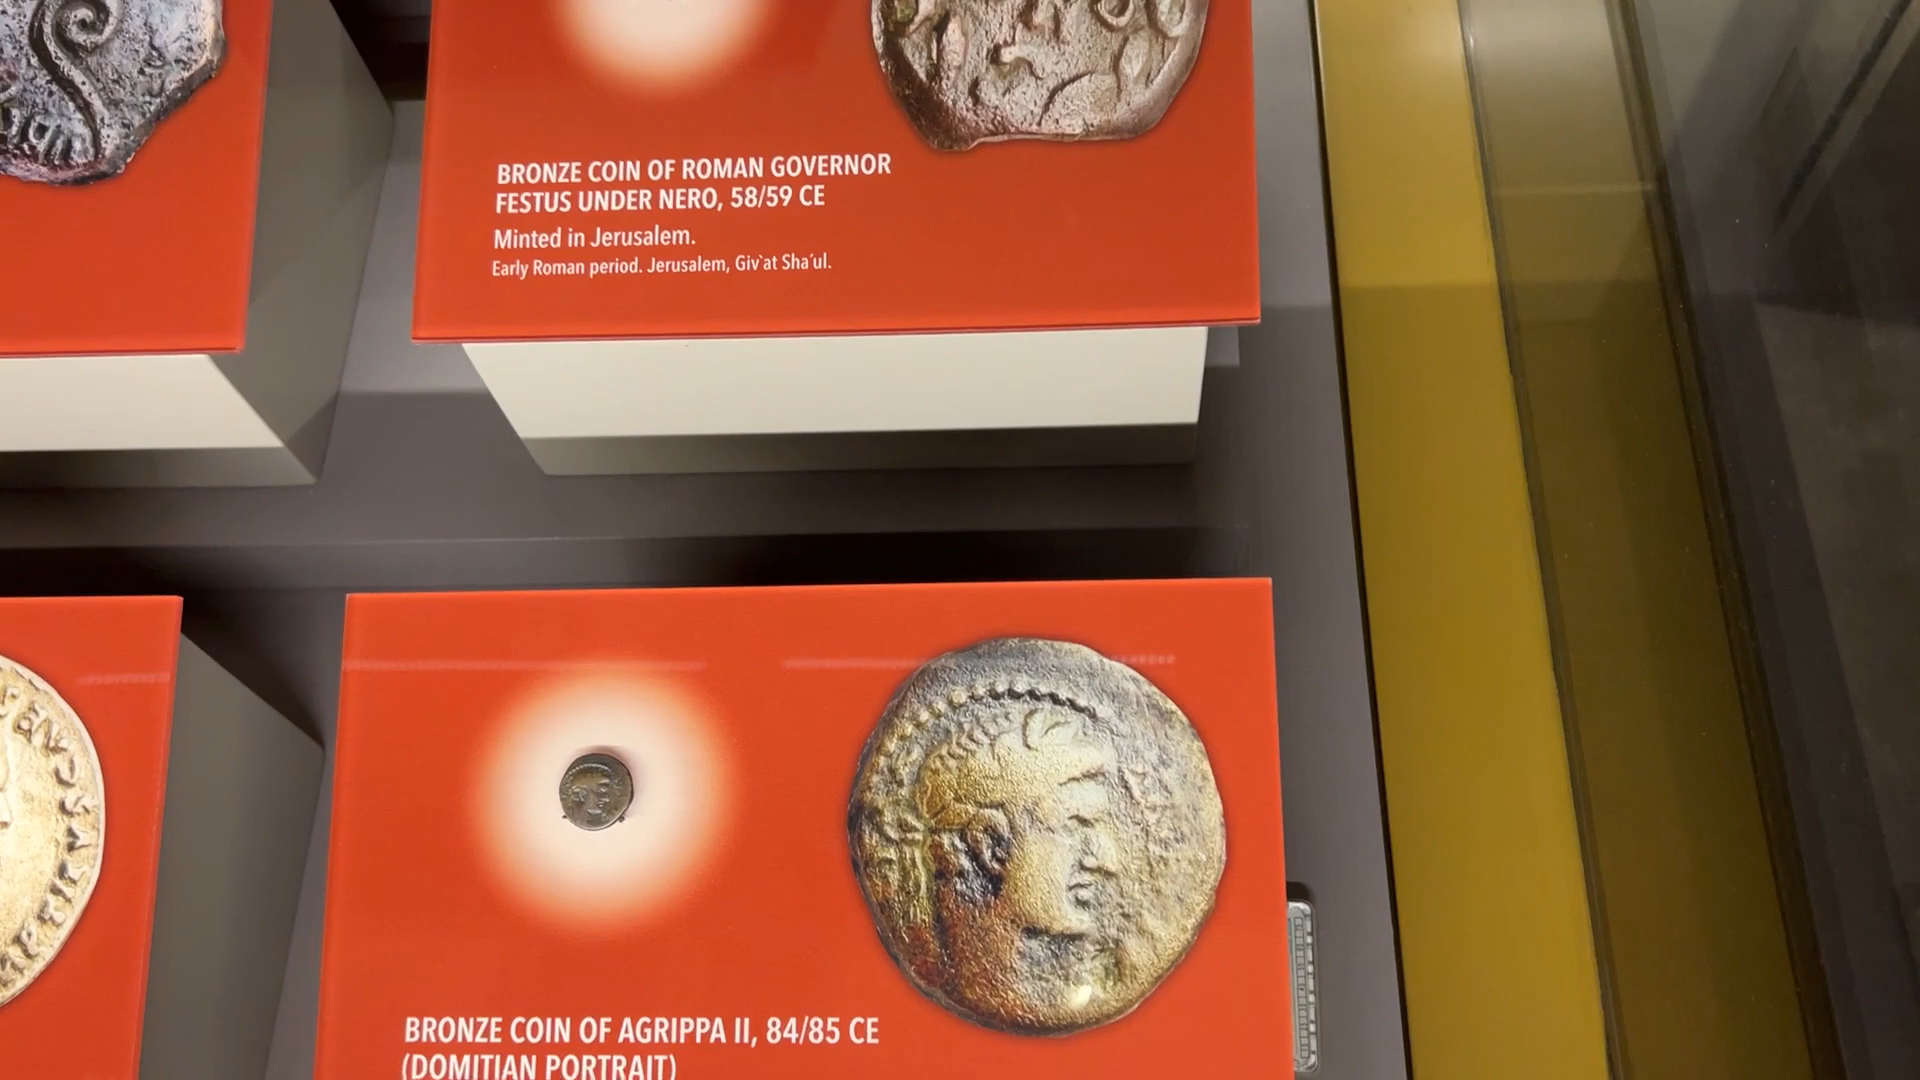 BRONZE COIN OF ROMAN GOVERNOR
FESTUS UNDER NERO, 58/59 CE
Minted in Jerusalem.
Early Roman period. Jerusalem, Giv`at Sha´ul.
BRONZE COIN OF AGRIPPA II, 84/85 CE
(DOMITIAN PORTRAIT)